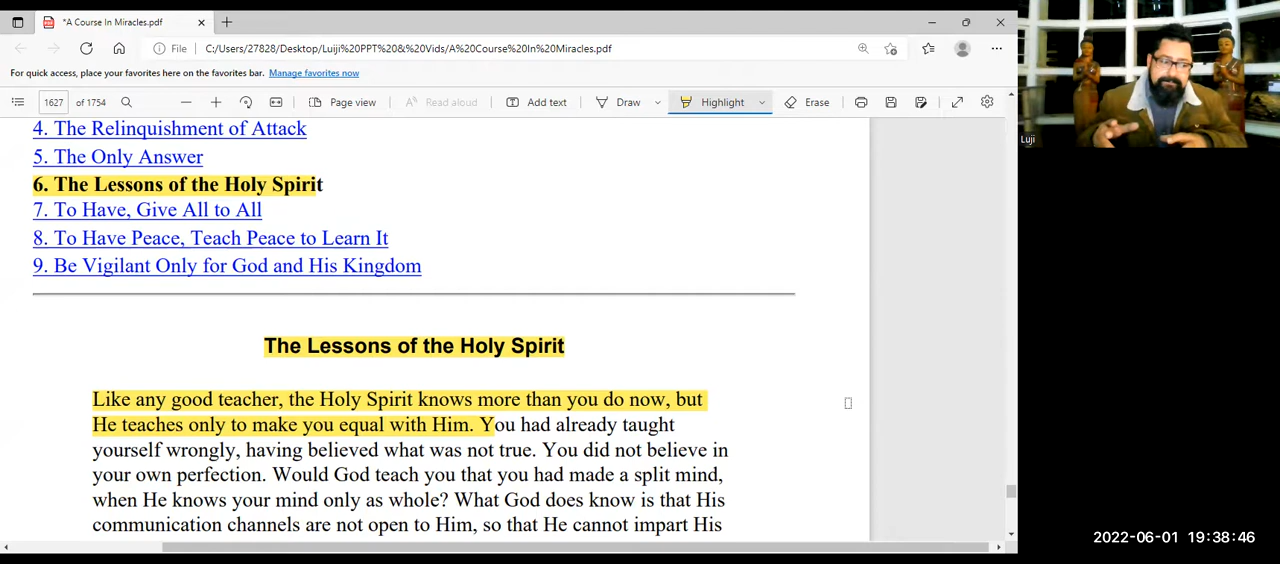 *A Course In Miracles.pdf
File
C:/Users/27828/Desktop/Luiji%20PPT%20&%20Vids/A%20Course%20In%20Miracles.pdf
For quick access, place your favorites here on the favorites bar. Manage favorites now
1627 of 1754
Page view
Read aloud
Add text
Draw
Highlight
Erase
4. The Relinquishment of Attack
5. The Only Answer
6. The Lessons of the Holy Spirit
7. To Have, Give All to All
8. To Have Peace, Teach Peace to Learn It
9. Be Vigilant Only for God and His Kingdom
The Lessons of the Holy Spirit
Like any good teacher, the Holy Spirit knows more than you do now, but
He teaches only to make you equal with Him. You had already taught
yourself wrongly, having believed what was not true. You did not believe in
your own perfection. Would God teach you that you had made a split mind,
when He knows your mind only as whole? What God does know is that His
communication channels are not open to Him, so that He cannot impart His
Luji
2022-06-01 19:38:46